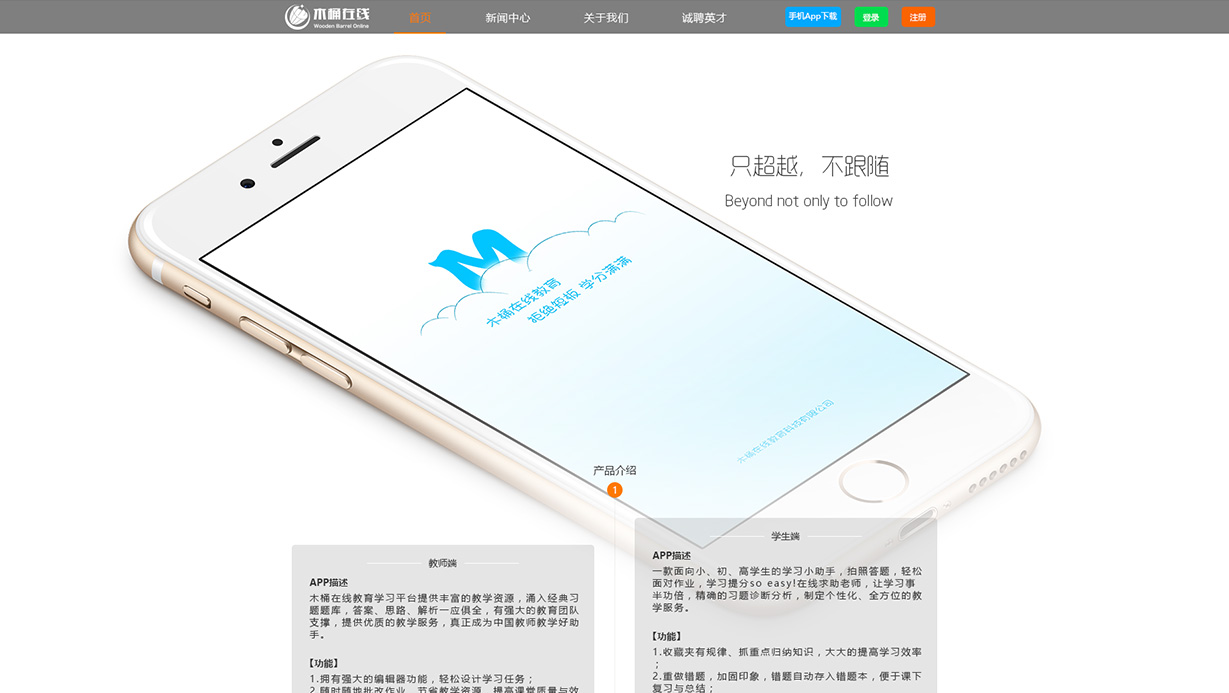 木桶在线
Wooden Barrel Online
首页
新闻中心
关于我们
诚聘英才
手机App下载
登录
注册
只超越，不跟随
Beyond not only to follow
M
木桶在线教育
拒绝短板 学分满满
木桶在线教育科技有限公司
产品介绍
1
教师端
APP描述
木桶在线教育学习平台提供丰富的教学资源，涌入经典习
题题库，答案、思路、解析一应俱全，有强大的教育团队
支撑，提供优质的教学服务，真正成为中国教师教学好助
手。
【功能】
1.拥有强大的编辑器功能，轻松设计学习任务；
2.随时随地批改作业，节省教学资源，提高课堂质量与效
学生端
APP描述
一款面向小、初、高学生的学习小助手，拍照答题，轻松
面对作业，学习提分so easy!在线求助老师，让学习事
半功倍，精确的习题诊断分析，制定个性化、全方位的教
学服务。
【功能】
1.收藏夹有规律、抓重点归纳知识，大大的提高学习效率
；
2.重做错题，加固印象，错题自动存入错题本，便于课下
复习与总结；